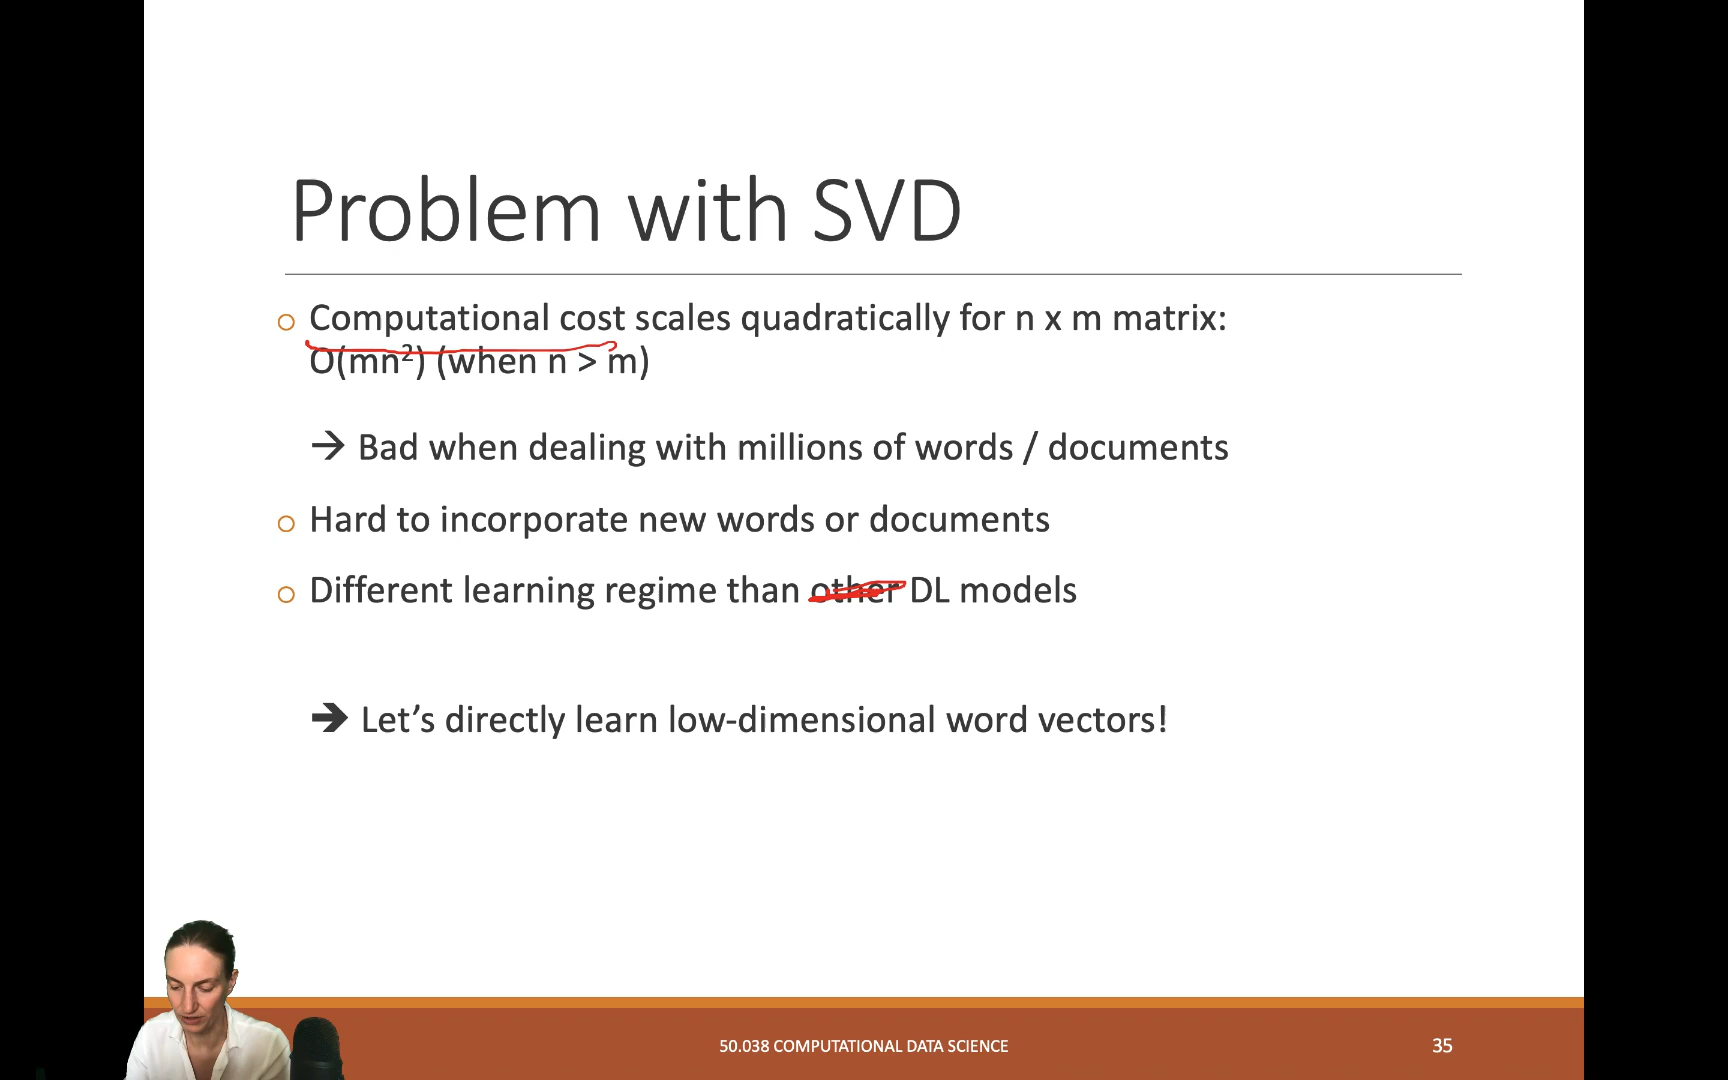 Problem with SVD
Computational cost scales quadratically for n x m matrix:
O(mn²) (when n > m)
→ Bad when dealing with millions of words / documents
Hard to incorporate new words or documents
Different learning regime than other DL models
→ Let’s directly learn low-dimensional word vectors!
50.038 COMPUTATIONAL DATA SCIENCE
35